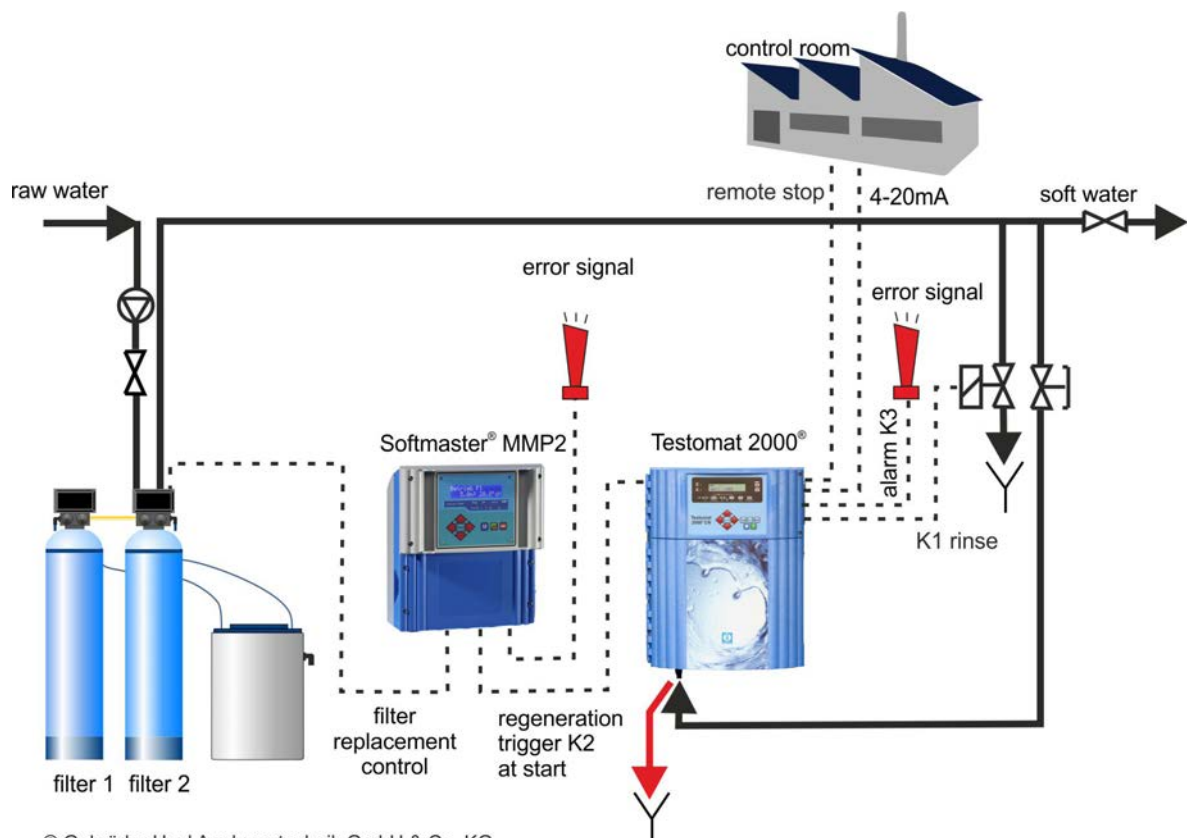 control room
raw water
remote stop
4-20mA
soft water
error signal
error signal
alarm K3
Softmaster® MMP2
Testomat 2000®
K1 rinse
filter
replacement
control
regeneration
trigger K2
at start
filter 1
filter 2